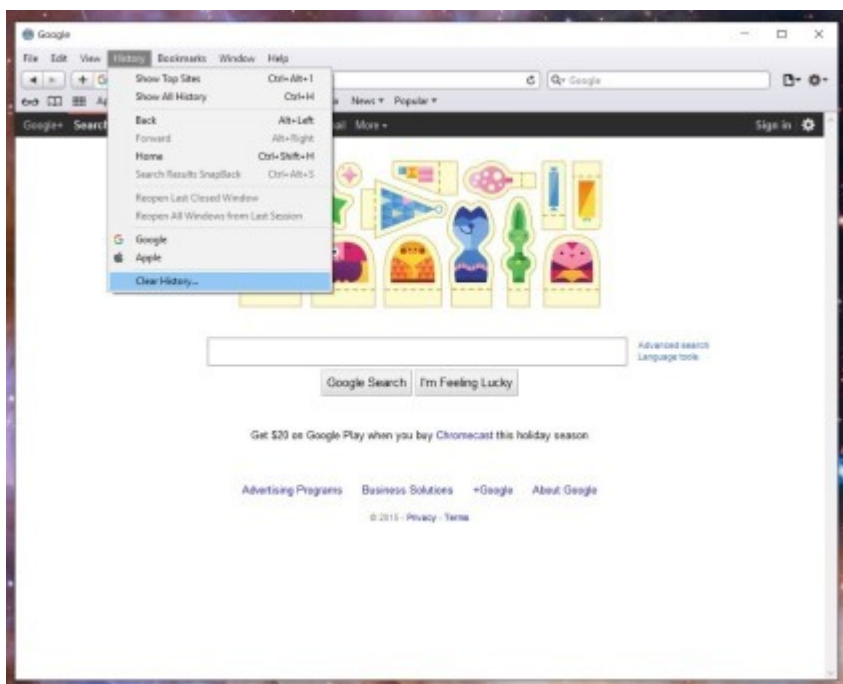 Google
File Edit View History Bookmarks Window Help
Show Top Sites Ctrl+Alt+1
Google
Show All History Ctrl+H
News Popular
Back Alt+Left
Google+ Search More Sign in
Forward Alt+Right
Home Ctrl+Shift+H
Search Results SnapBack Ctrl+Alt+S
Reopen Last Closed Window
Reopen All Windows from Last Session
Google
Apple
Clear History...
Advanced search
Language tools
Google Search I'm Feeling Lucky
Get $20 on Google Play when you buy Chromecast this holiday season
Advertising Programs Business Solutions +Google About Google
© 2015 - Privacy - Terms